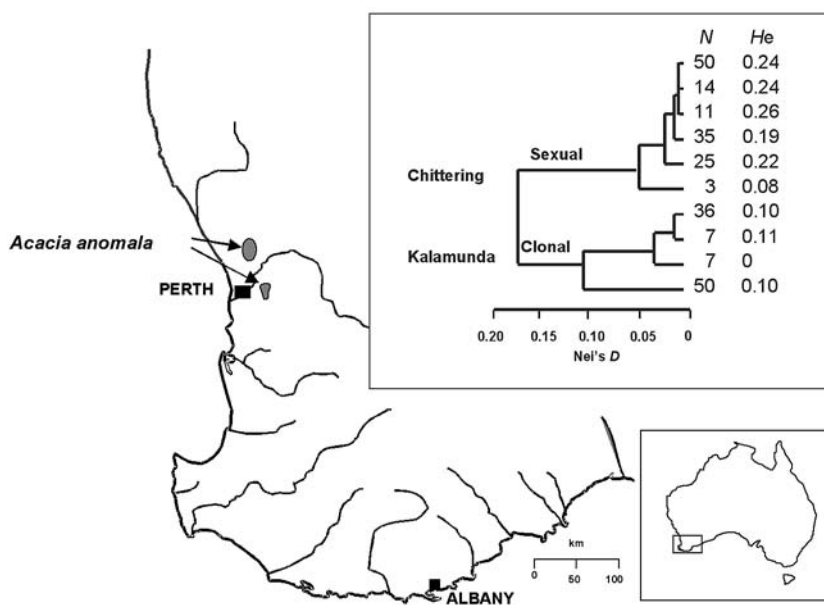 N He
50 0.24
14 0.24
11 0.26
35 0.19
Sexual
25 0.22
Chittering
3 0.08
36 0.10
7 0.11
Clonal
Kalamunda
7 0
50 0.10
0.20 0.15 0.10 0.05 0
Nei's D
Acacia anomala
PERTH
km
0 50 100
ALBANY